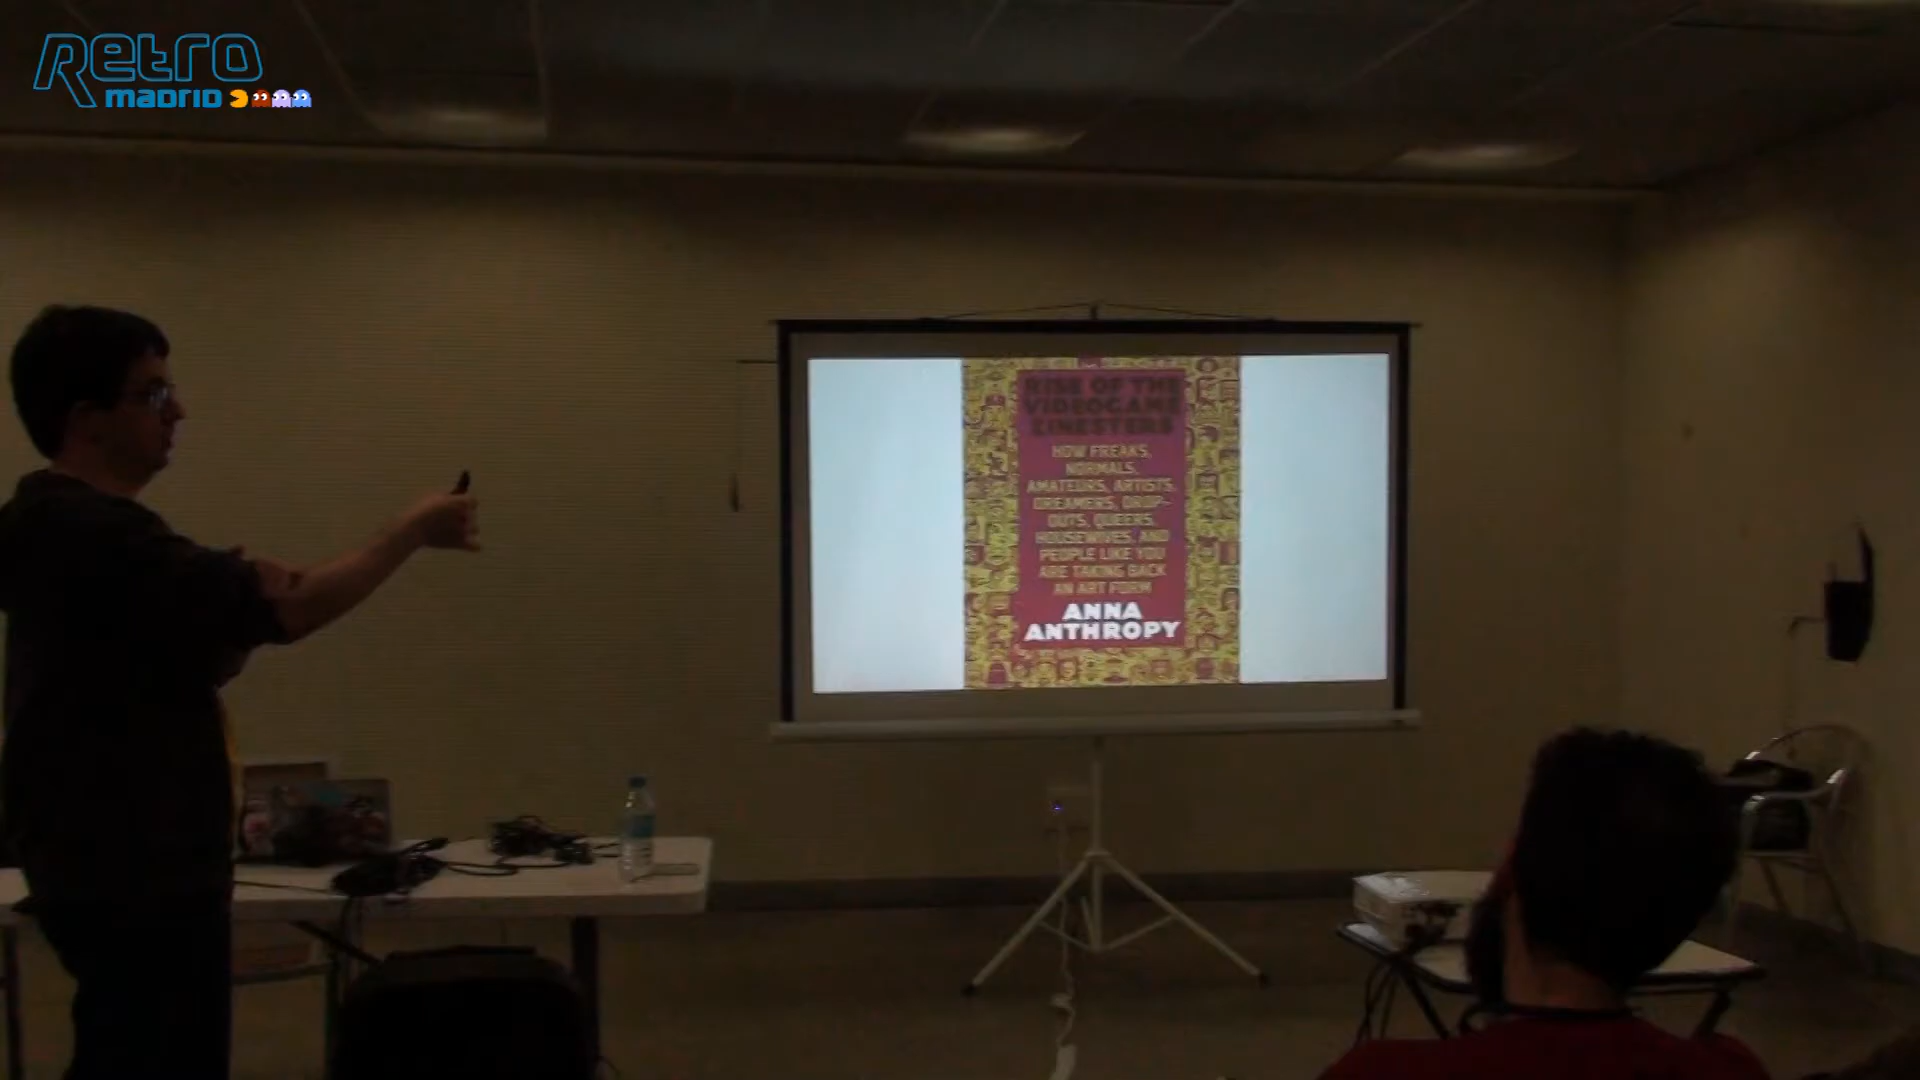 Retro
madrid
RISE OF THE
VIDEOGAME
ZINESTERS
HOW FREAKS,
NORMALS,
AMATEURS, ARTISTS,
DREAMERS, DROP-
OUTS, QUEERS,
HOUSEWIVES, AND
PEOPLE LIKE YOU
ARE TAKING BACK
AN ART FORM
ANNA
ANTHROPY